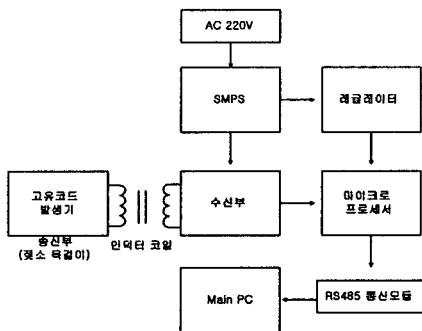 AC 220V
SMPS
레귤레이터
고유코드
발생기
수신부
마이크로
프로세서
송신부
(젖소 목걸이)
인덕터 코일
Main PC
RS485 통신모듈